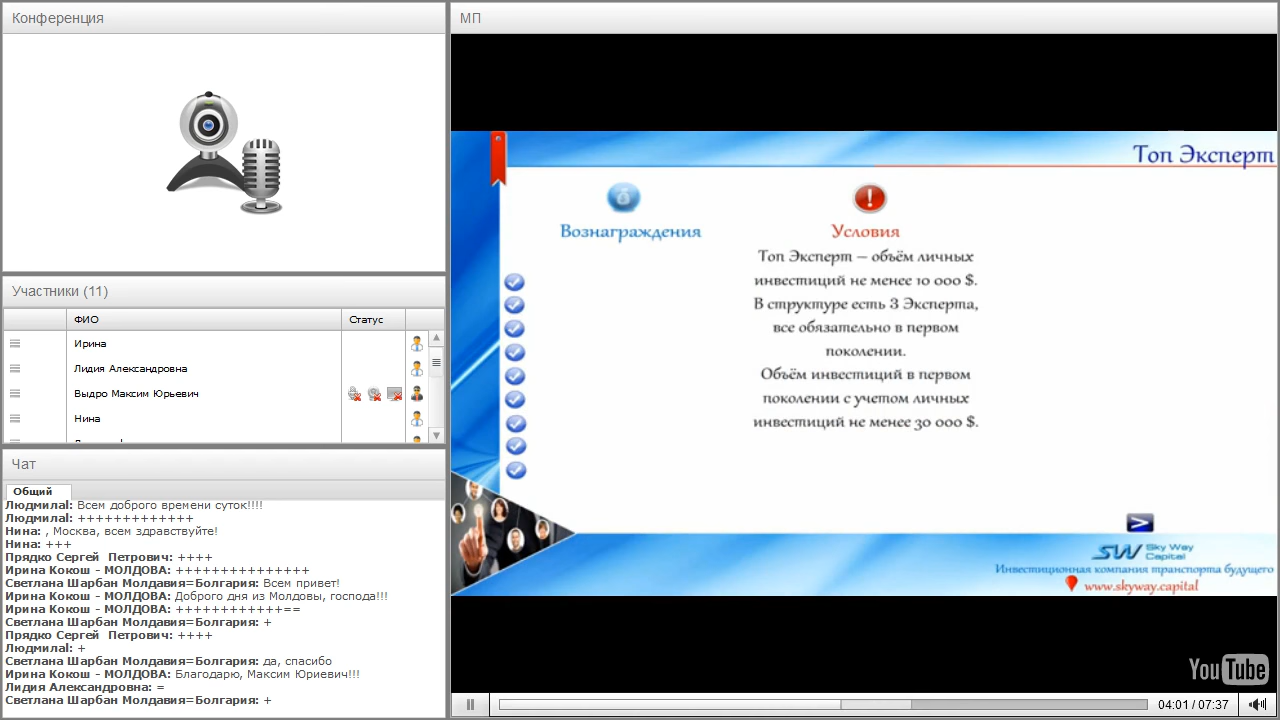 Конференция
МП
Участники (11)
ФИО
Статус
Ирина
Лидия Александровна
Выдро Максим Юрьевич
Нина
Чат
Общий
Людмилаl: Всем доброго времени суток!!!!
Людмилаl: +++++++++++++
Нина: , Москва, всем здравствуйте!
Нина: +++
Прядко Сергей Петрович: ++++
Ирина Кокош - МОЛДОВА: +++++++++++++++
Светлана Шарбан Молдавия=Болгария: Всем привет!
Ирина Кокош - МОЛДОВА: Доброго дня из Молдовы, господа!!!
Ирина Кокош - МОЛДОВА: ++++++++++++==
Светлана Шарбан Молдавия=Болгария: +
Прядко Сергей Петрович: ++++
Людмилаl: +
Светлана Шарбан Молдавия=Болгария: да, спасибо
Ирина Кокош - МОЛДОВА: Благодарю, Максим Юриевич!!!
Лидия Александровна: =
Светлана Шарбан Молдавия=Болгария: +
Топ Эксперт
Вознаграждения
Условия
Топ Эксперт – объём личных
инвестиций не менее 10 000 $.
В структуре есть 3 Эксперта,
все обязательно в первом
поколении.
Объём инвестиций в первом
поколении с учетом личных
инвестиций не менее 30 000 $.
SW Sky Way
Capital
Инвестиционная компания транспорта будущего
www.skyway.capital
YouTube
04:01 / 07:37